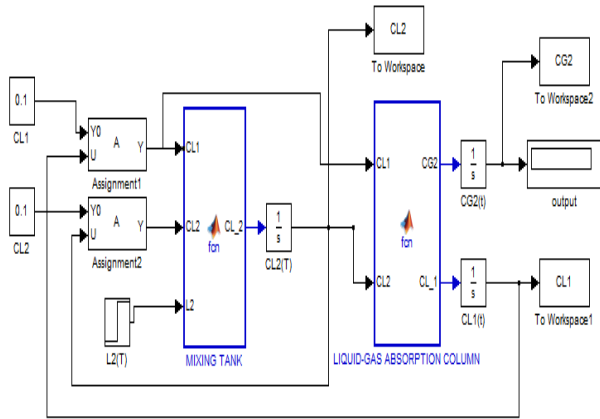 CL2
To Workspace
CG2
To Workspace2
0.1
CL1
Y0
U
A
Y
Assignment1
0.1
CL2
Y0
U
A
Y
Assignment2
L2(T)
CL1
CL2
L2
fcn
CL_2
MIXING TANK
1
s
CL2(T)
CL1
CL2
fcn
CG2
CL_1
LIQUID-GAS ABSORPTION COLUMN
1
s
CG2(t)
output
1
s
CL1(t)
CL1
To Workspace1